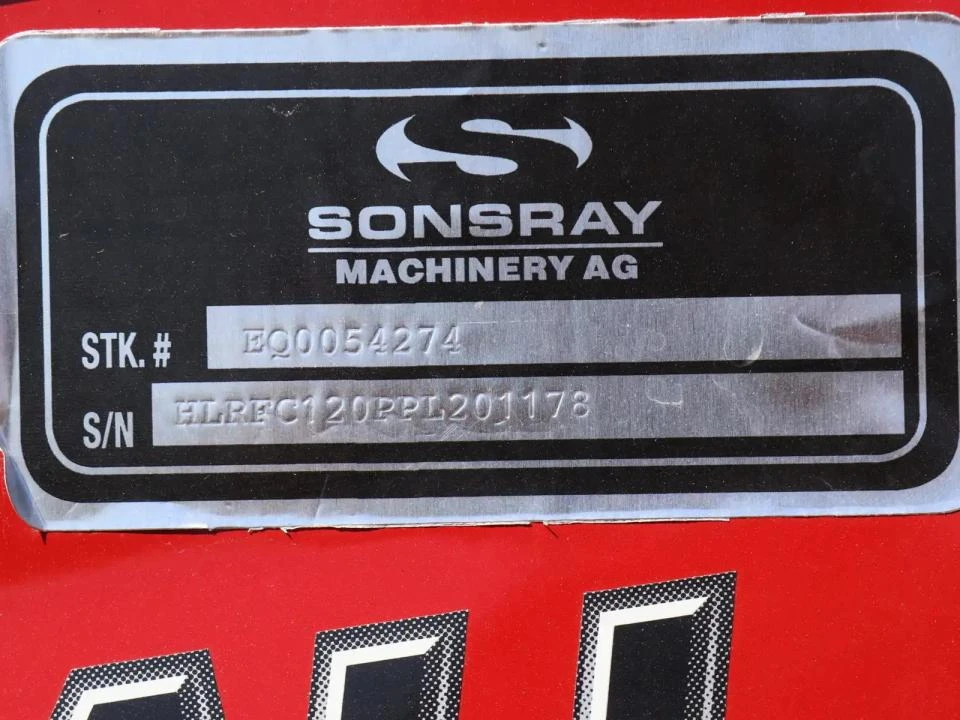 SONSRAY
MACHINERY AG
STK. # EQ0054274
S/N HLRFC120PPL201178